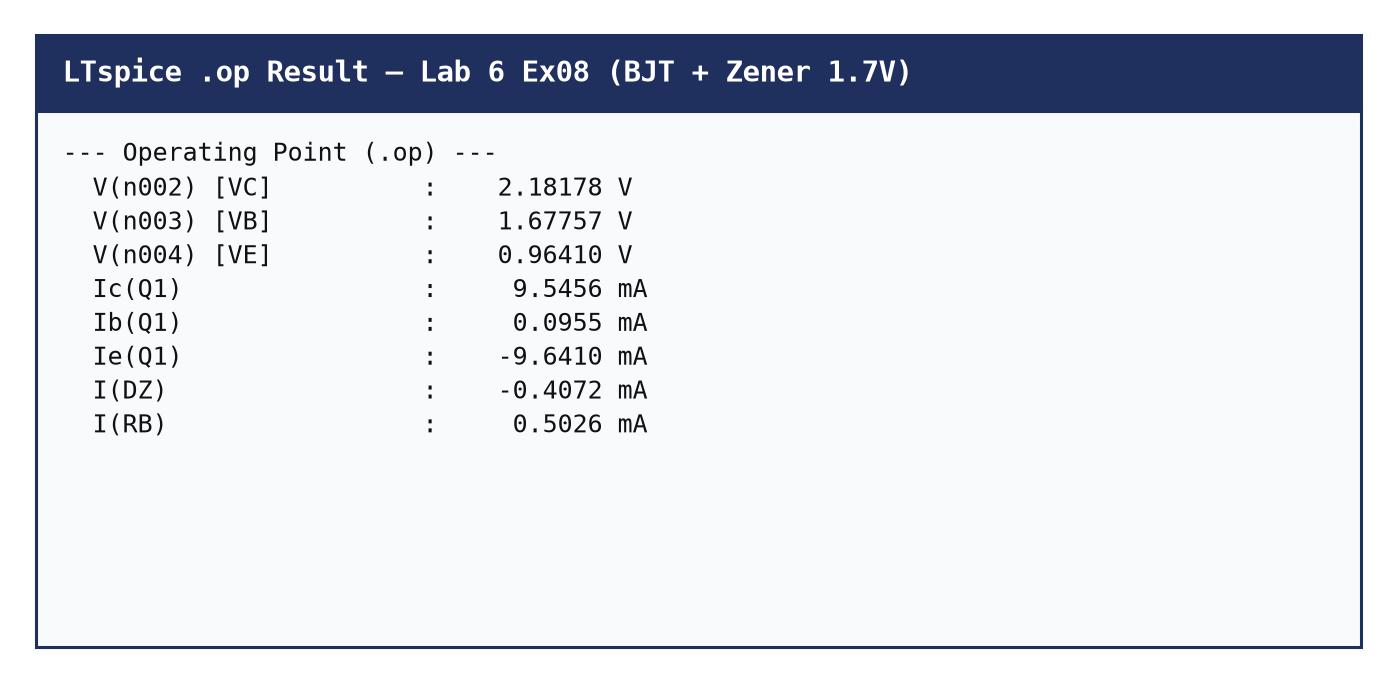 LTspice .op Result — Lab 6 Ex08 (BJT + Zener 1.7V)
--- Operating Point (.op) ---
V(n002) [VC] : 2.18178 V
V(n003) [VB] : 1.67757 V
V(n004) [VE] : 0.96410 V
Ic(Q1) : 9.5456 mA
Ib(Q1) : 0.0955 mA
Ie(Q1) : -9.6410 mA
I(DZ) : -0.4072 mA
I(RB) : 0.5026 mA